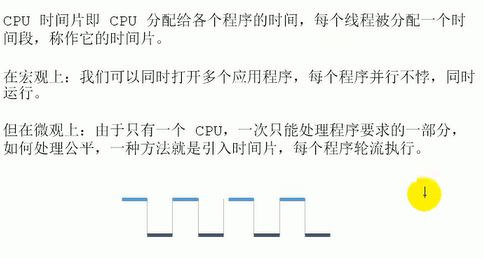 CPU 时间片即 CPU 分配给各个程序的时间，每个线程被分配一个时
间段，称作它的时间片。
在宏观上：我们可以同时打开多个应用程序，每个程序并行不悖，同时
运行。
但在微观上：由于只有一个 CPU，一次只能处理程序要求的一部分，
如何处理公平，一种方法就是引入时间片，每个程序轮流执行。